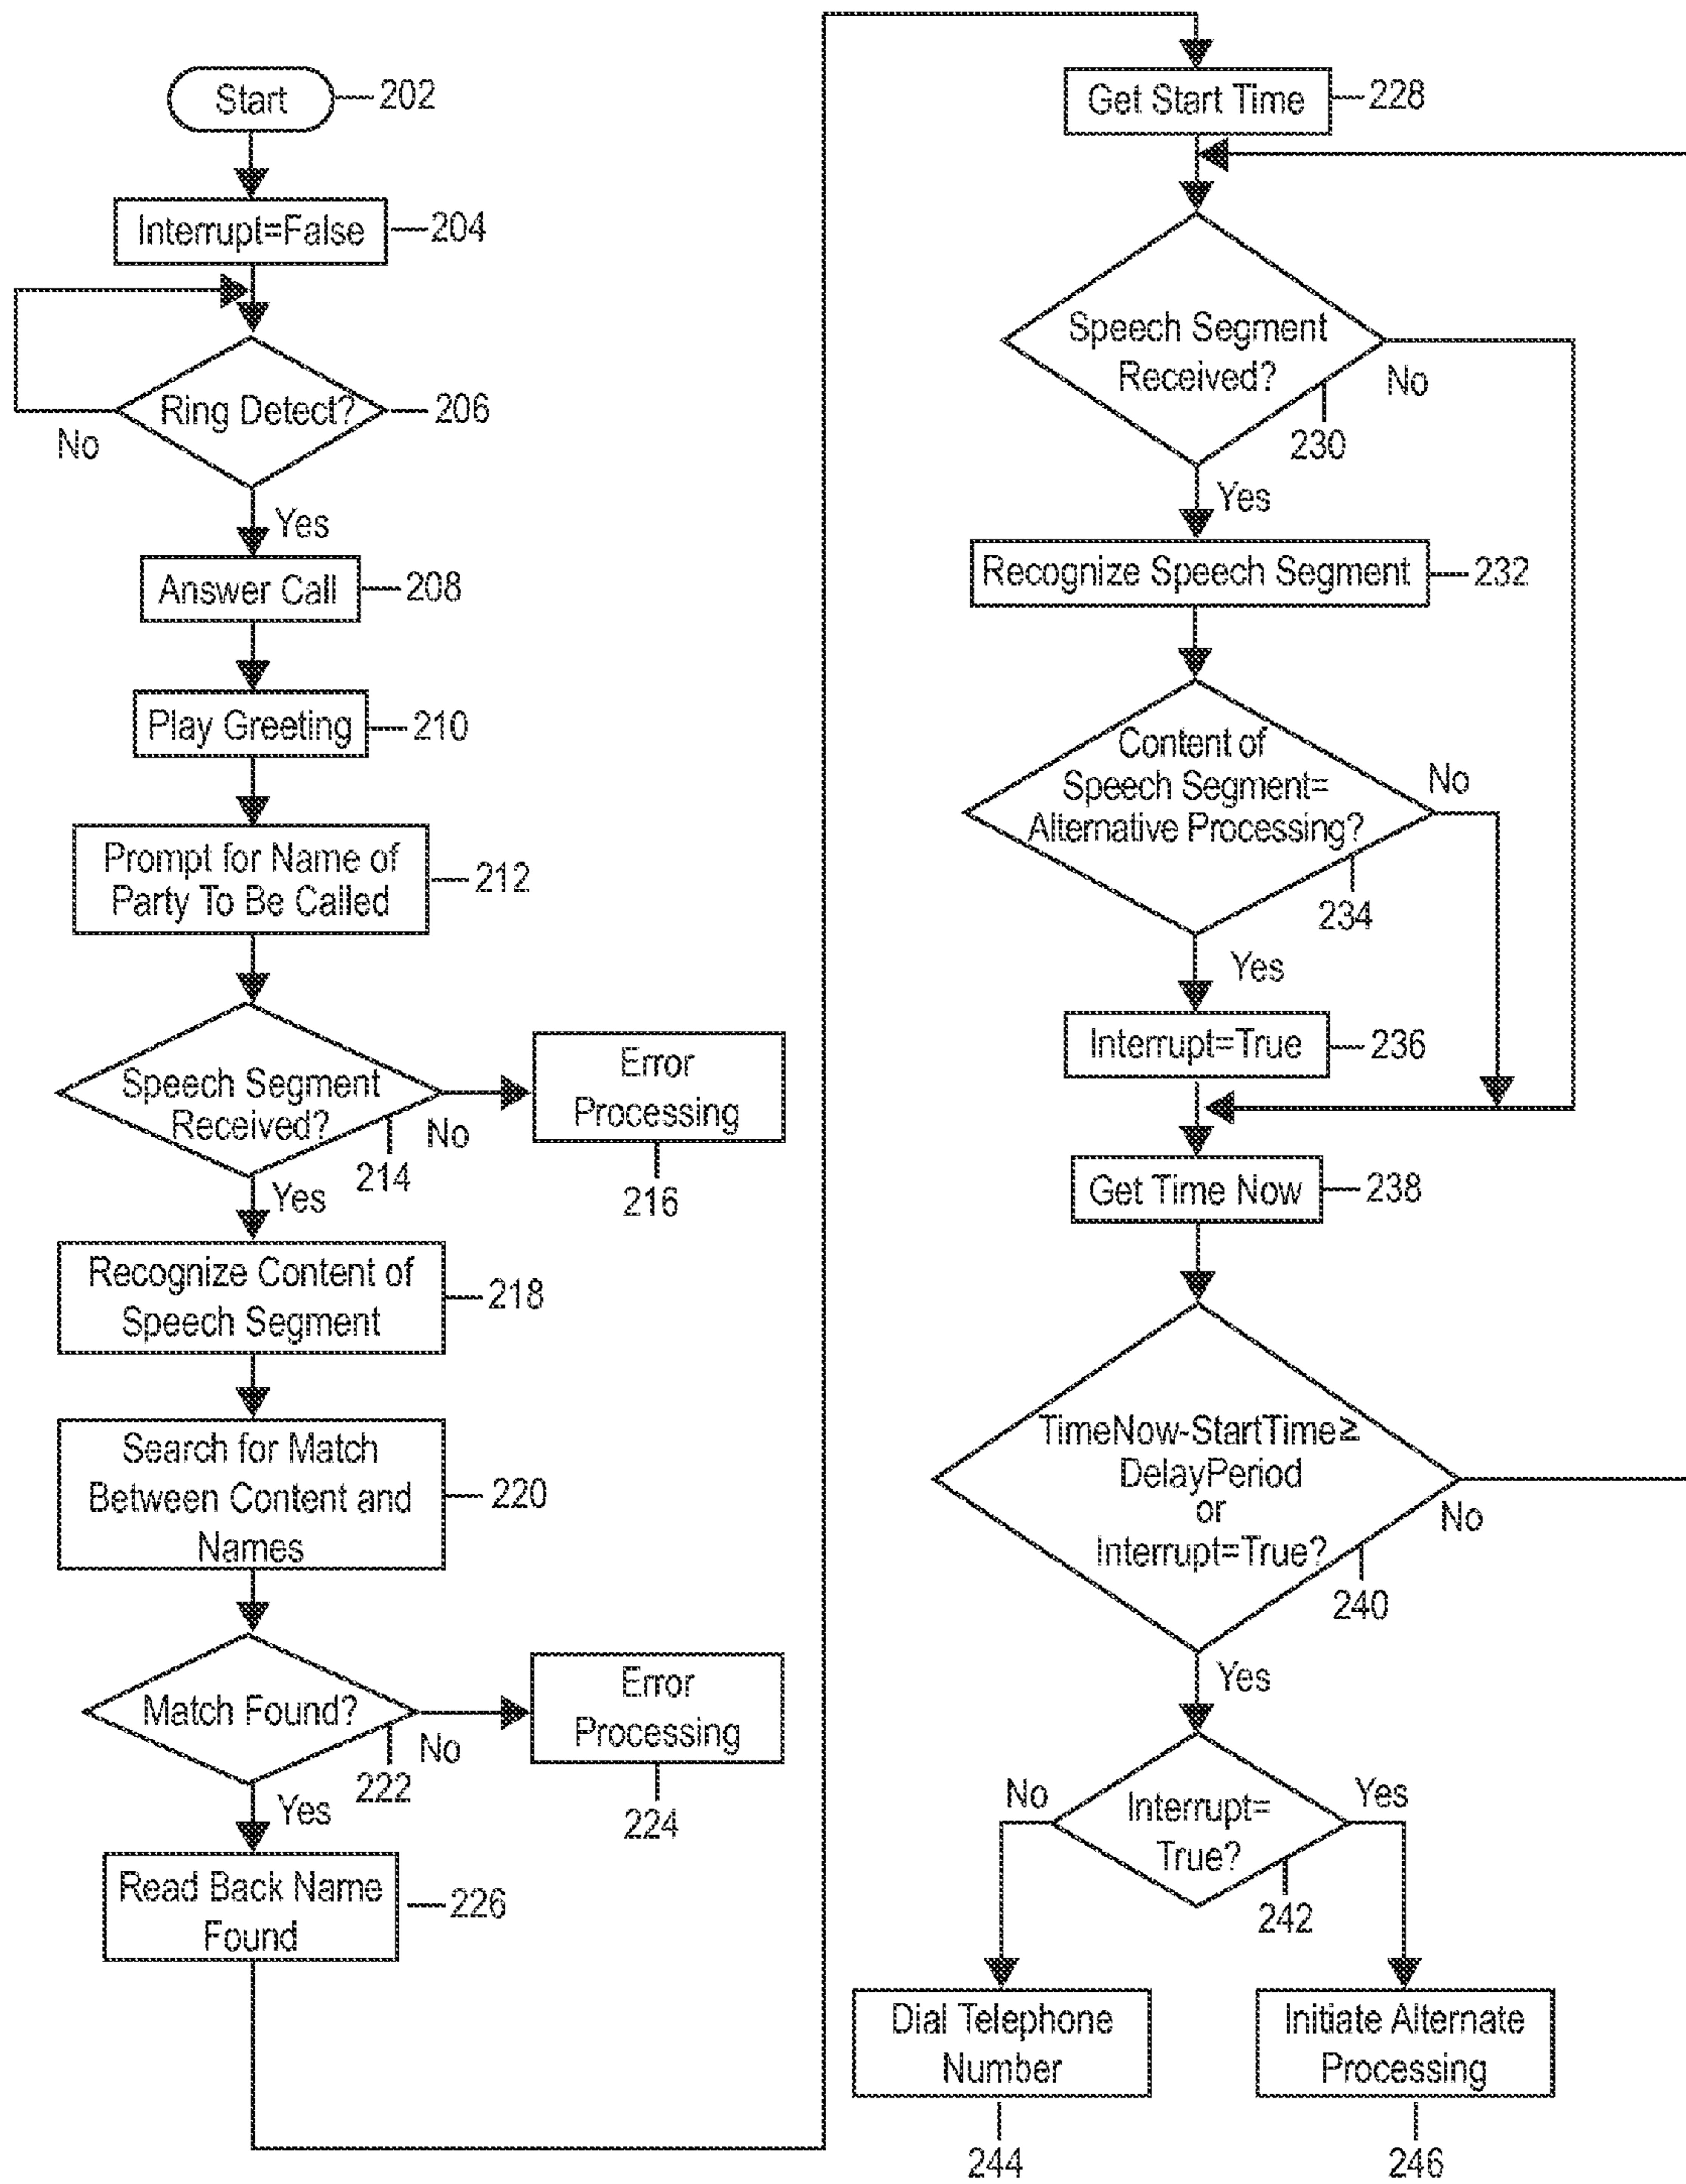 Start
202
Interrupt=False
204
Ring Detect?
206
No
Yes
Answer Call
208
Play Greeting
210
Prompt for Name of
Party To Be Called
212
Speech Segment
Received?
214
No
Error
Processing
216
Yes
Recognize Content of
Speech Segment
218
Search for Match
Between Content and
Names
220
Match Found?
222
No
Error
Processing
224
Yes
Read Back Name
Found
226
Get Start Time
228
Speech Segment
Received?
No
230
Yes
Recognize Speech Segment
232
Content of
Speech Segment=
Alternative Processing?
No
234
Yes
Interrupt=True
236
Get Time Now
238
TimeNow-StartTime≥
DelayPeriod
or
Interrupt=True?
No
240
Yes
Interrupt=
True?
No
Yes
242
Dial Telephone
Number
244
Initiate Alternate
Processing
246